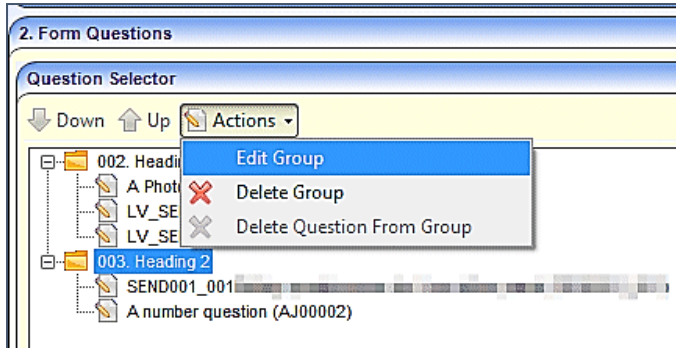 2. Form Questions
Question Selector
Down Up Actions
Edit Group
Delete Group
Delete Question From Group
002. Headi
A Phot
LV_SE
LV_SE
003. Heading 2
SEND001_001
A number question (AJ00002)